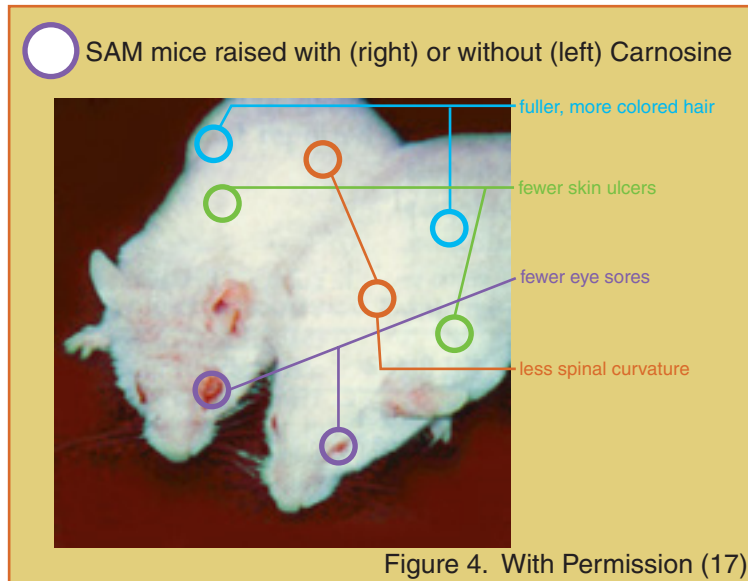 SAM mice raised with (right) or without (left) Carnosine
fuller, more colored hair
fewer skin ulcers
fewer eye sores
less spinal curvature
Figure 4. With Permission (17)